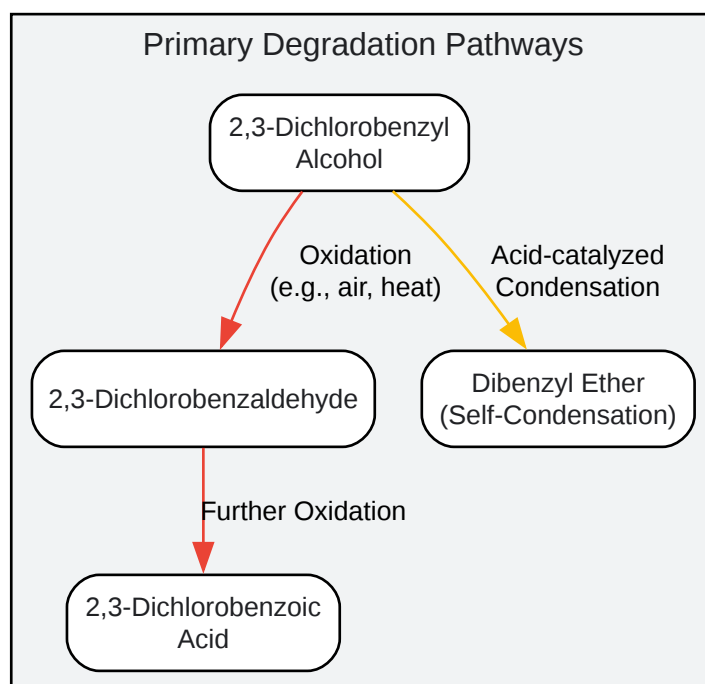 Primary Degradation Pathways
2,3-Dichlorobenzyl
Alcohol
Oxidation
(e.g., air, heat)
Acid-catalyzed
Condensation
2,3-Dichlorobenzaldehyde
Dibenzyl Ether
(Self-Condensation)
Further Oxidation
2,3-Dichlorobenzoic
Acid